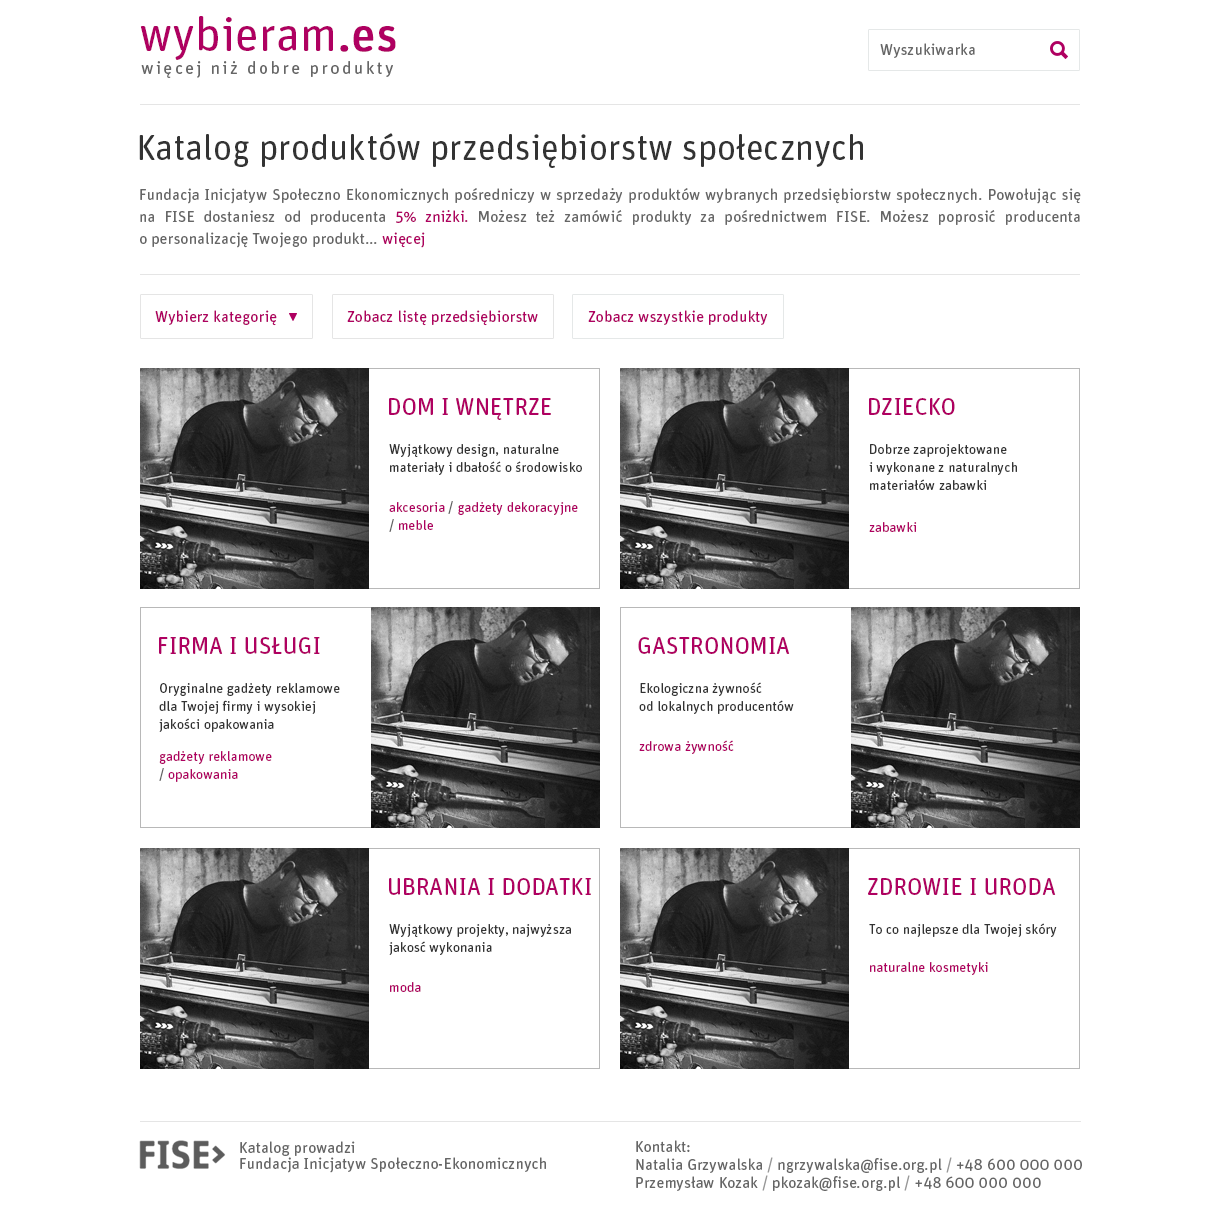 wybieram.es
więcej niż dobre produkty
Wyszukiwarka
Katalog produktów przedsiębiorstw społecznych
Fundacja Inicjatyw Społeczno Ekonomicznych pośredniczy w sprzedaży produktów wybranych przedsiębiorstw społecznych. Powołując się
na FISE dostaniesz od producenta 5% zniżki. Możesz też zamówić produkty za pośrednictwem FISE. Możesz poprosić producenta
o personalizację Twojego produkt... więcej
Wybierz kategorię ▼
Zobacz listę przedsiębiorstw
Zobacz wszystkie produkty
DOM I WNĘTRZE
Wyjątkowy design, naturalne
materiały i dbałość o środowisko
akcesoria / gadżety dekoracyjne
/ meble
DZIECKO
Dobrze zaprojektowane
i wykonane z naturalnych
materiałów zabawki
zabawki
FIRMA I USŁUGI
Oryginalne gadżety reklamowe
dla Twojej firmy i wysokiej
jakości opakowania
gadżety reklamowe
/ opakowania
GASTRONOMIA
Ekologiczna żywność
od lokalnych producentów
zdrowa żywność
UBRANIA I DODATKI
Wyjątkowy projekty, najwyższa
jakosć wykonania
moda
ZDROWIE I URODA
To co najlepsze dla Twojej skóry
naturalne kosmetyki
FISE>
Katalog prowadzi
Fundacja Inicjatyw Społeczno-Ekonomicznych
Kontakt:
Natalia Grzywalska / ngrzywalska@fise.org.pl / +48 600 000 000
Przemysław Kozak / pkozak@fise.org.pl / +48 600 000 000